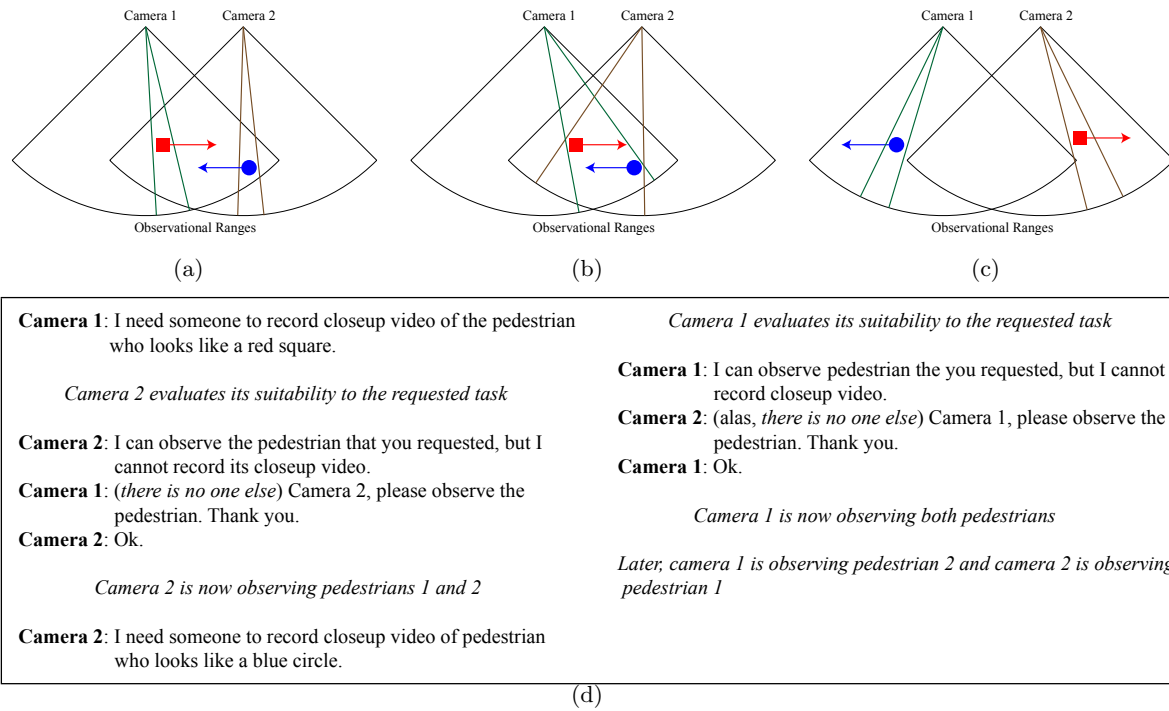 Camera 1
Camera 2
Observational Ranges
(a)
Camera 1
Camera 2
Observational Ranges
(b)
Camera 1
Camera 2
Observational Ranges
(c)
Camera 1: I need someone to record closeup video of the pedestrian
who looks like a red square.
Camera 2 evaluates its suitability to the requested task
Camera 2: I can observe the pedestrian that you requested, but I
cannot record its closeup video.
Camera 1: (there is no one else) Camera 2, please observe the
pedestrian. Thank you.
Camera 2: Ok.
Camera 2 is now observing pedestrians 1 and 2
Camera 2: I need someone to record closeup video of pedestrian
who looks like a blue circle.
Camera 1 evaluates its suitability to the requested task
Camera 1: I can observe pedestrian the you requested, but I cannot
record closeup video.
Camera 2: (alas, there is no one else) Camera 1, please observe the
pedestrian. Thank you.
Camera 1: Ok.
Camera 1 is now observing both pedestrians
Later, camera 1 is observing pedestrian 2 and camera 2 is observing
pedestrian 1
(d)